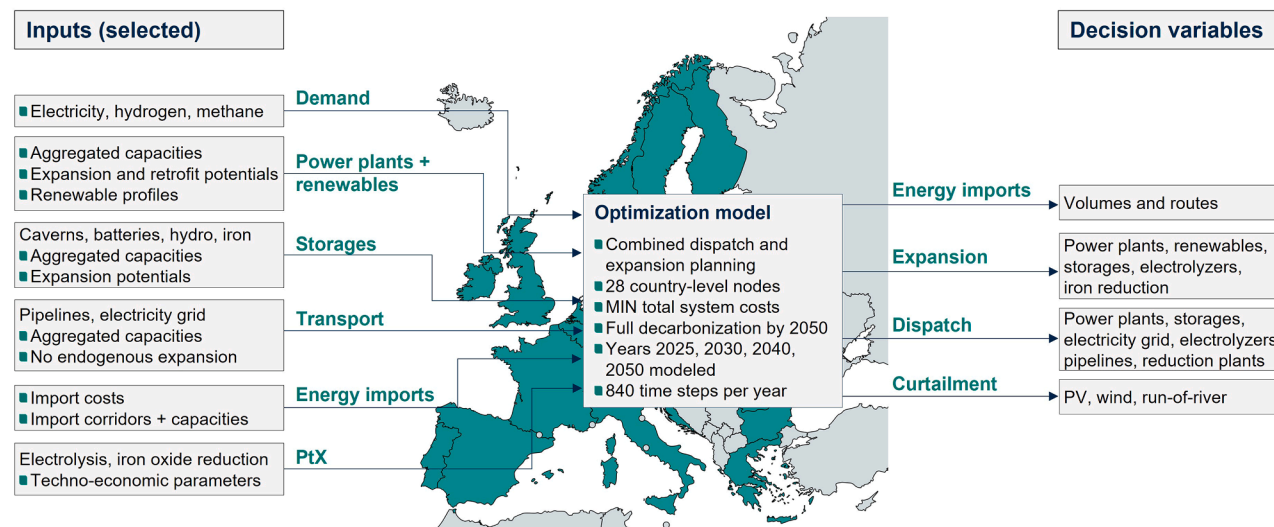 Inputs (selected)
Decision variables
Electricity, hydrogen, methane
Demand
Aggregated capacities
Expansion and retrofit potentials
Renewable profiles
Power plants +
renewables
Caverns, batteries, hydro, iron
Aggregated capacities
Expansion potentials
Storages
Pipelines, electricity grid
Aggregated capacities
No endogenous expansion
Transport
Import costs
Import corridors + capacities
Energy imports
Electrolysis, iron oxide reduction
Techno-economic parameters
PtX
Optimization model
Combined dispatch and
expansion planning
28 country-level nodes
MIN total system costs
Full decarbonization by 2050
Years 2025, 2030, 2040,
2050 modeled
840 time steps per year
Energy imports
Volumes and routes
Expansion
Power plants, renewables,
storages, electrolyzers,
iron reduction
Dispatch
Power plants, storages,
electricity grid, electrolyzers
pipelines, reduction plants
Curtailment
PV, wind, run-of-river